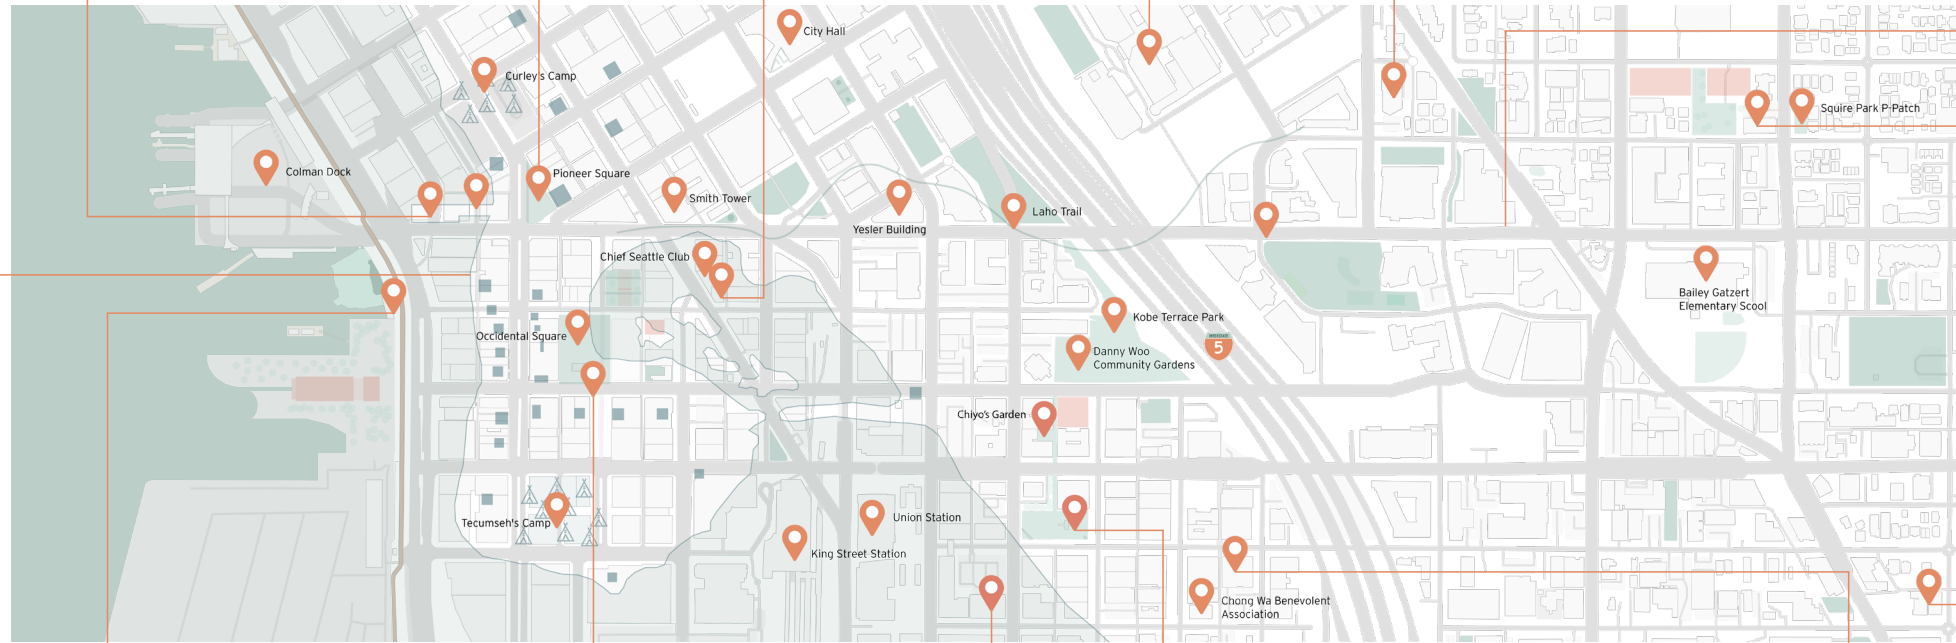 City Hall
Curley's Camp
Squire Park P-Patch
Colman Dock
Pioneer Square
Smith Tower
Laho Trail
Yesler Building
Chief Seattle Club
Bailey Gatzert
Elementary Scool
Kobe Terrace Park
Occidental Square
5
Danny Woo
Community Gardens
Chiyo's Garden
Tecumseh's Camp
Union Station
King Street Station
Chong Wa Benevolent
Association